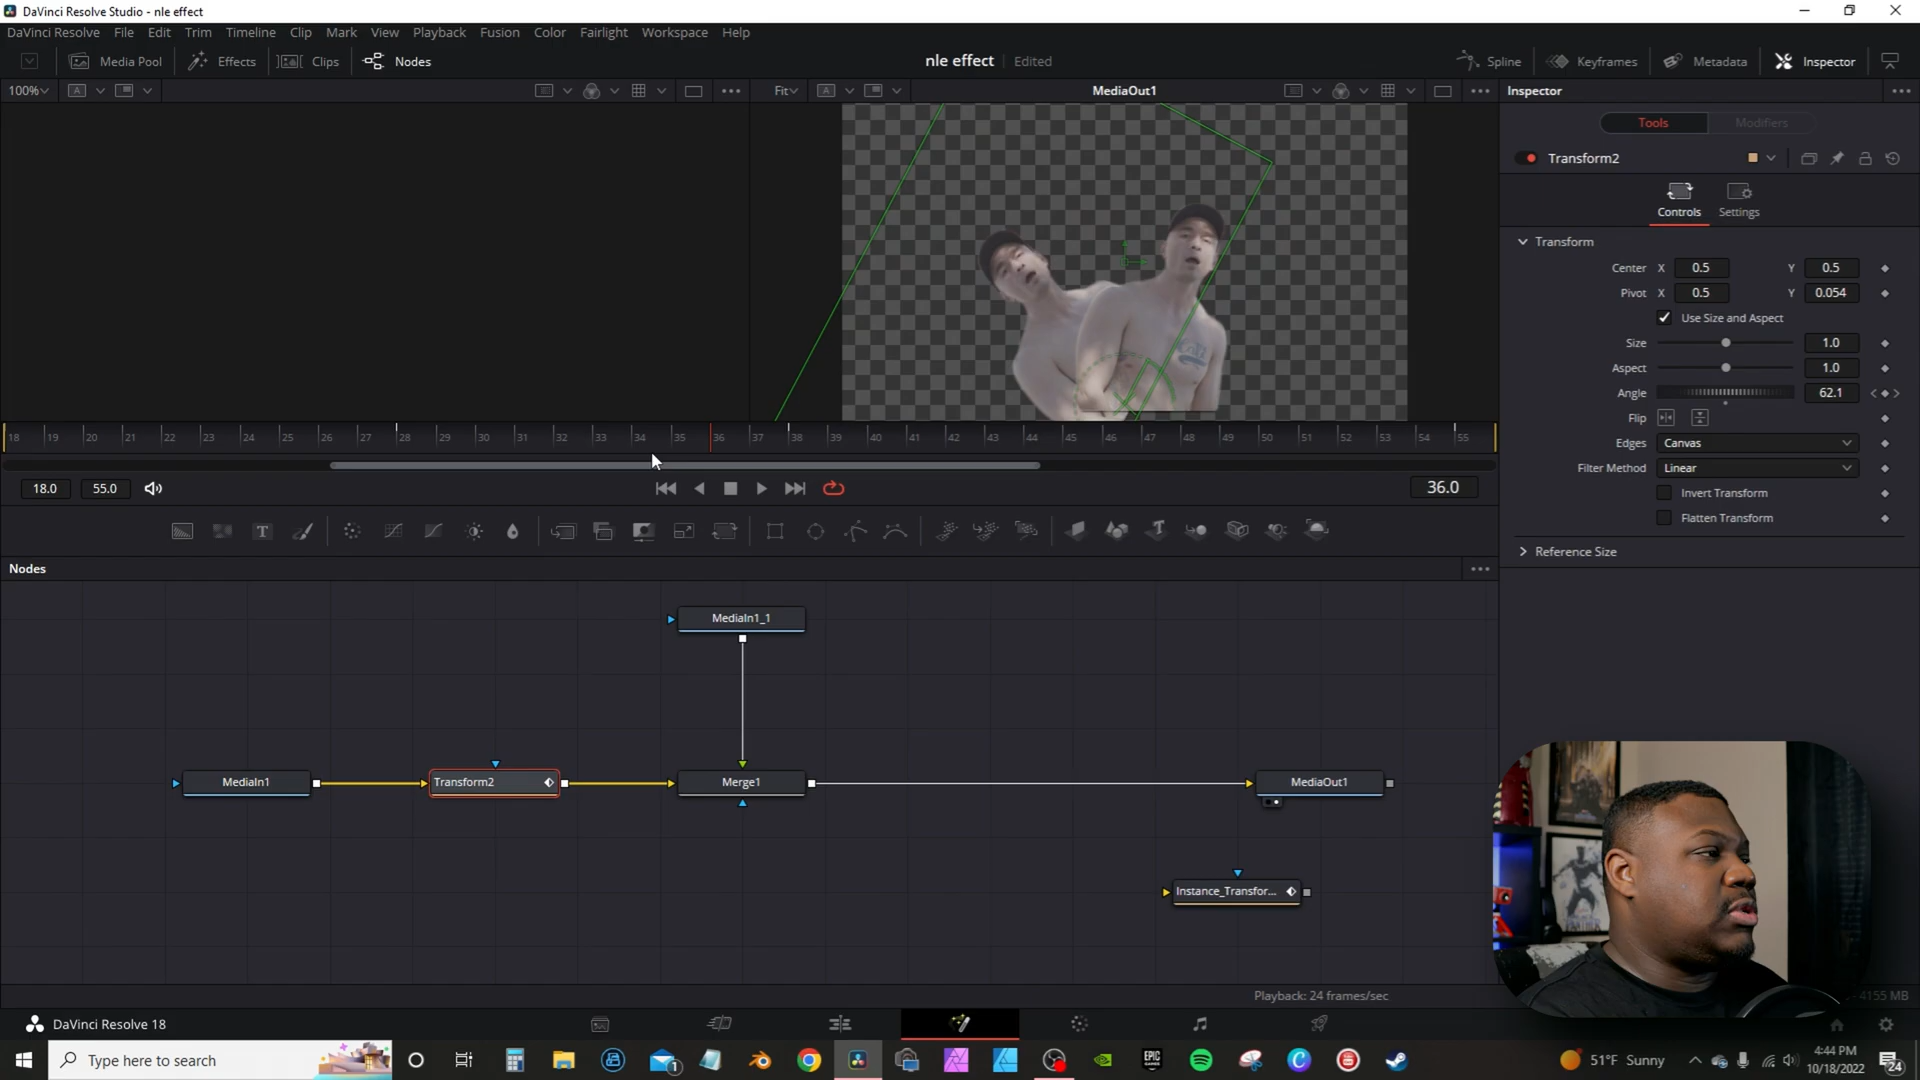 DaVinci Resolve Studio - nle effect
DaVinci Resolve File Edit Trim Timeline Clip Mark View Playback Fusion Color Fairlight Workspace Help
Media Pool Effects Clips Nodes nle effect Edited Spline Keyframes Metadata Inspector
100% A Fit A MediaOut1 Inspector
Tools Modifiers
Transform2
Controls Settings
Transform
Center X 0.5 Y 0.5
Pivot X 0.5 Y 0.054
Use Size and Aspect
Size 1.0
Aspect 1.0
Angle 62.1
Flip
Edges Canvas
Filter Method Linear
Invert Transform
Flatten Transform
Reference Size
18 19 20 21 22 23 24 25 26 27 28 29 30 31 32 33 34 35 36 37 38 39 40 41 42 43 44 45 46 47 48 49 50 51 52 53 54 55
18.0 55.0 36.0
T T
Nodes
MediaIn1_1
MediaIn1 Transform2 Merge1 MediaOut1
Instance_Transfor...
Playback: 24 frames/sec
4155 MB
DaVinci Resolve 18
Type here to search
1
EPIC GAMES
51°F Sunny
4:44 PM
10/18/2022
24